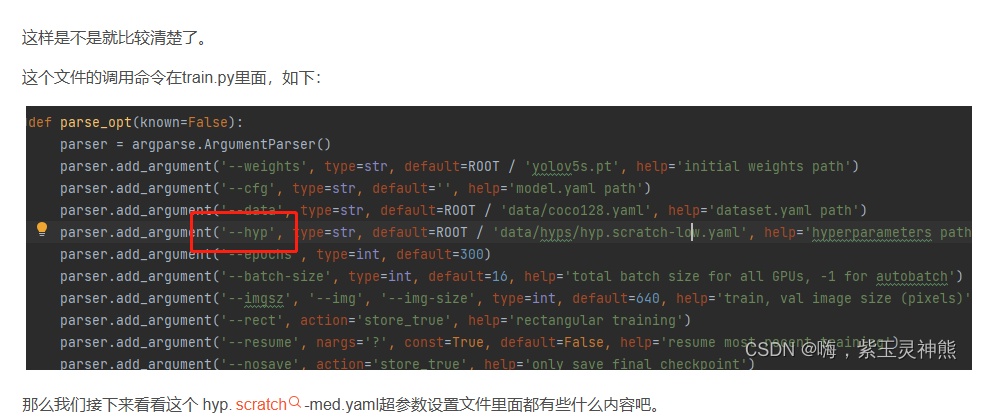 这样是不是就比较清楚了。
这个文件的调用命令在train.py里面，如下：
def parse_opt(known=False):
parser = argparse.ArgumentParser()
parser.add_argument('--weights', type=str, default=ROOT / 'yolov5s.pt', help='initial weights path')
parser.add_argument('--cfg', type=str, default='', help='model.yaml path')
parser.add_argument('--data', type=str, default=ROOT / 'data/coco128.yaml', help='dataset.yaml path')
parser.add_argument('--hyp', type=str, default=ROOT / 'data/hyps/hyp.scratch-low.yaml', help='hyperparameters path
parser.add_argument('--epochs', type=int, default=300)
parser.add_argument('--batch-size', type=int, default=16, help='total batch size for all GPUs, -1 for autobatch')
parser.add_argument('--imgsz', '--img', '--img-size', type=int, default=640, help='train, val image size (pixels)'
parser.add_argument('--rect', action='store_true', help='rectangular training')
parser.add_argument('--resume', nargs='?', const=True, default=False, help='resume most recent training')
parser.add_argument('--nosave', action='store_true', help='only save final checkpoint')
CSDN @嗨，紫玉灵神熊
那么我们接下来看看这个 hyp. scratch -med.yaml超参数设置文件里面都有些什么内容吧。